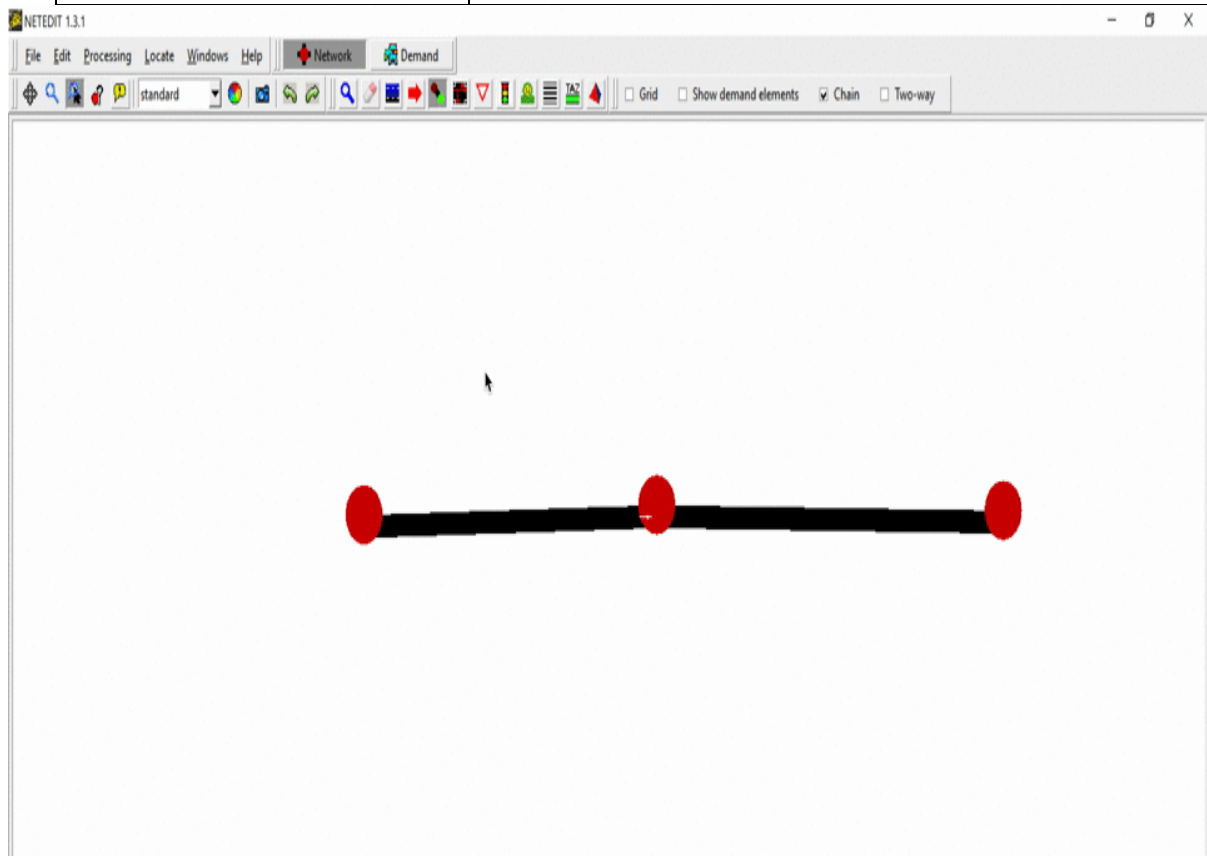 NETEDIT 1.3.1
File Edit Processing Locate Windows Help Network Demand
standard TAZ Grid Show demand elements Chain Two-way